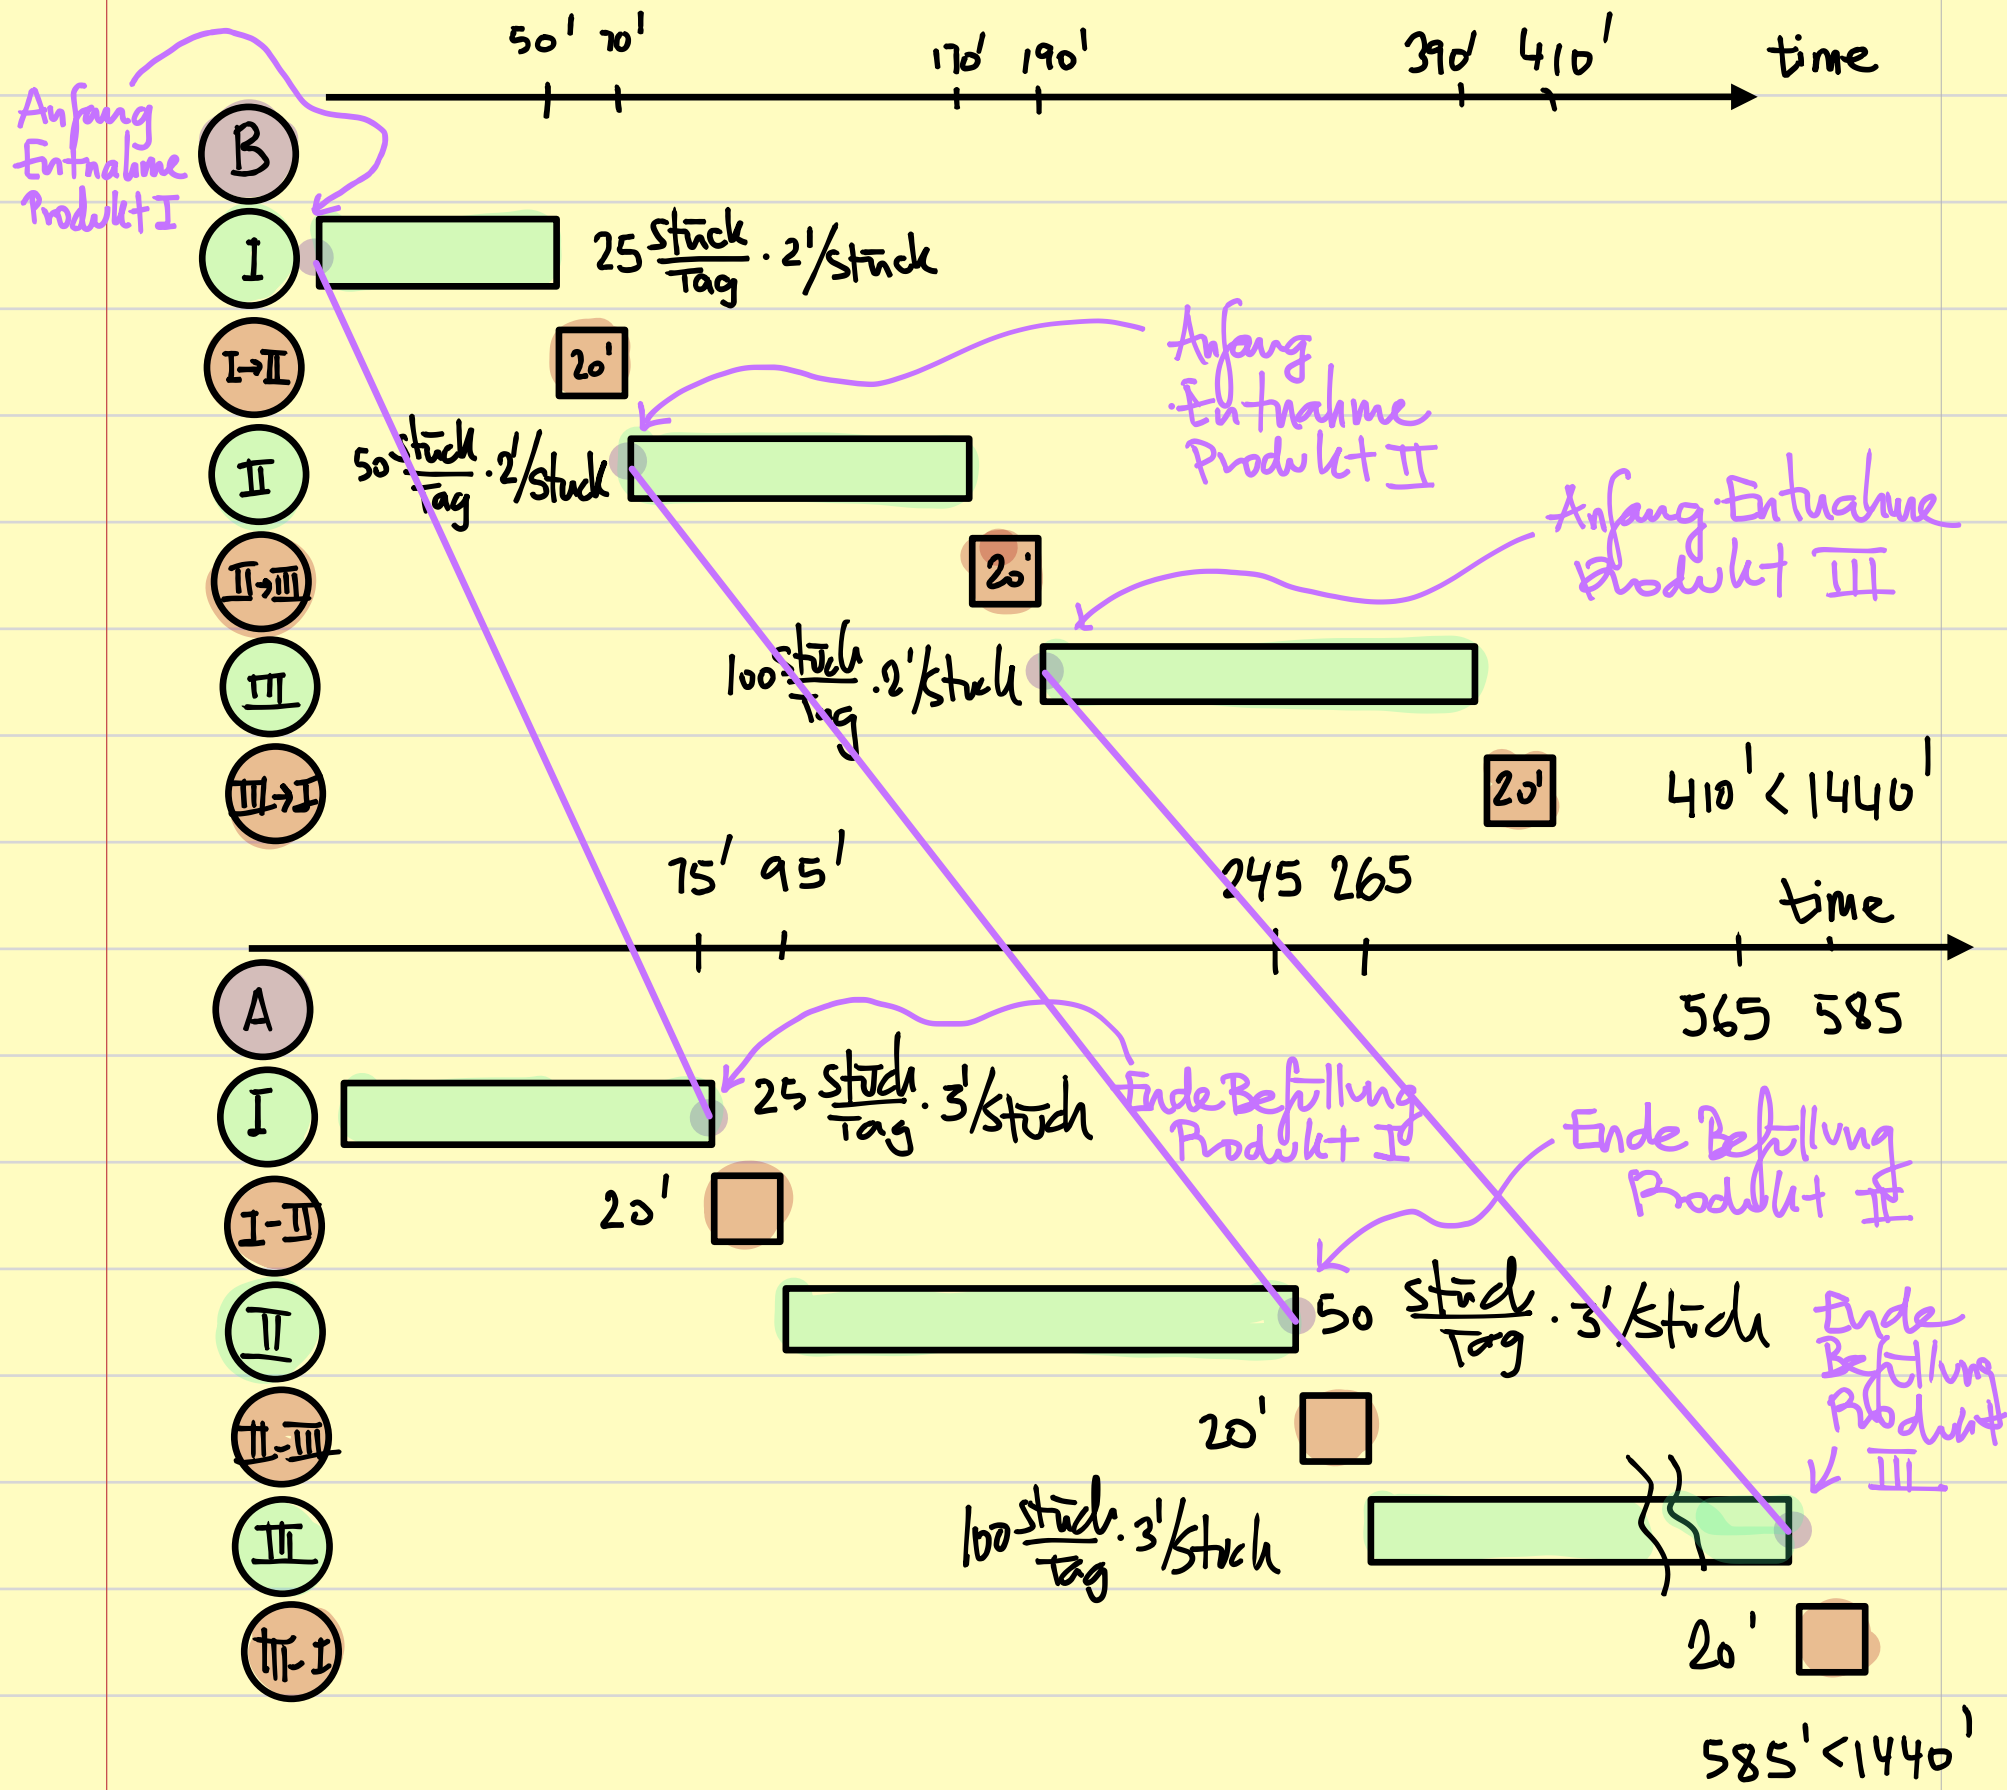 50' 70' 170' 190' 390' 410' time
Anfang
Entnahme
Produkt I
B
I
25 Stück/Tag · 2'/Stück
I→II
20'
Anfang
Entnahme
Produkt II
II
50 Stück/Tag · 2'/Stück
Anfang Entnahme
Produkt III
II→III
20'
III
100 Stück/Tag · 2'/Stück
III→I
20'
410' < 1440'
75' 95' 245 265 time
565 585
A
I
25 Stück/Tag · 3'/Stück
Ende Befüllung
Produkt I
Ende Befüllung
Produkt II
I-II
20'
II
50 Stück/Tag · 3'/Stück
Ende
Befüllung
Produkt
III
II-III
20'
III
100 Stück/Tag · 3'/Stück
III-I
20'
585' < 1440'